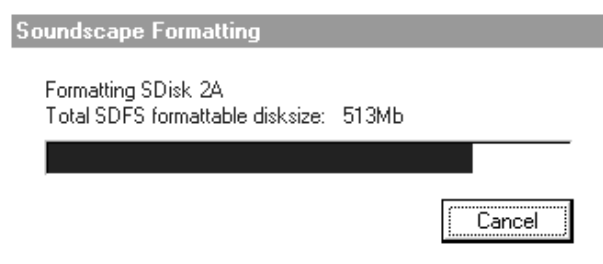 Soundscape Formatting
Formatting SDisk 2A
Total SDFS formattable disksize: 513Mb
Cancel